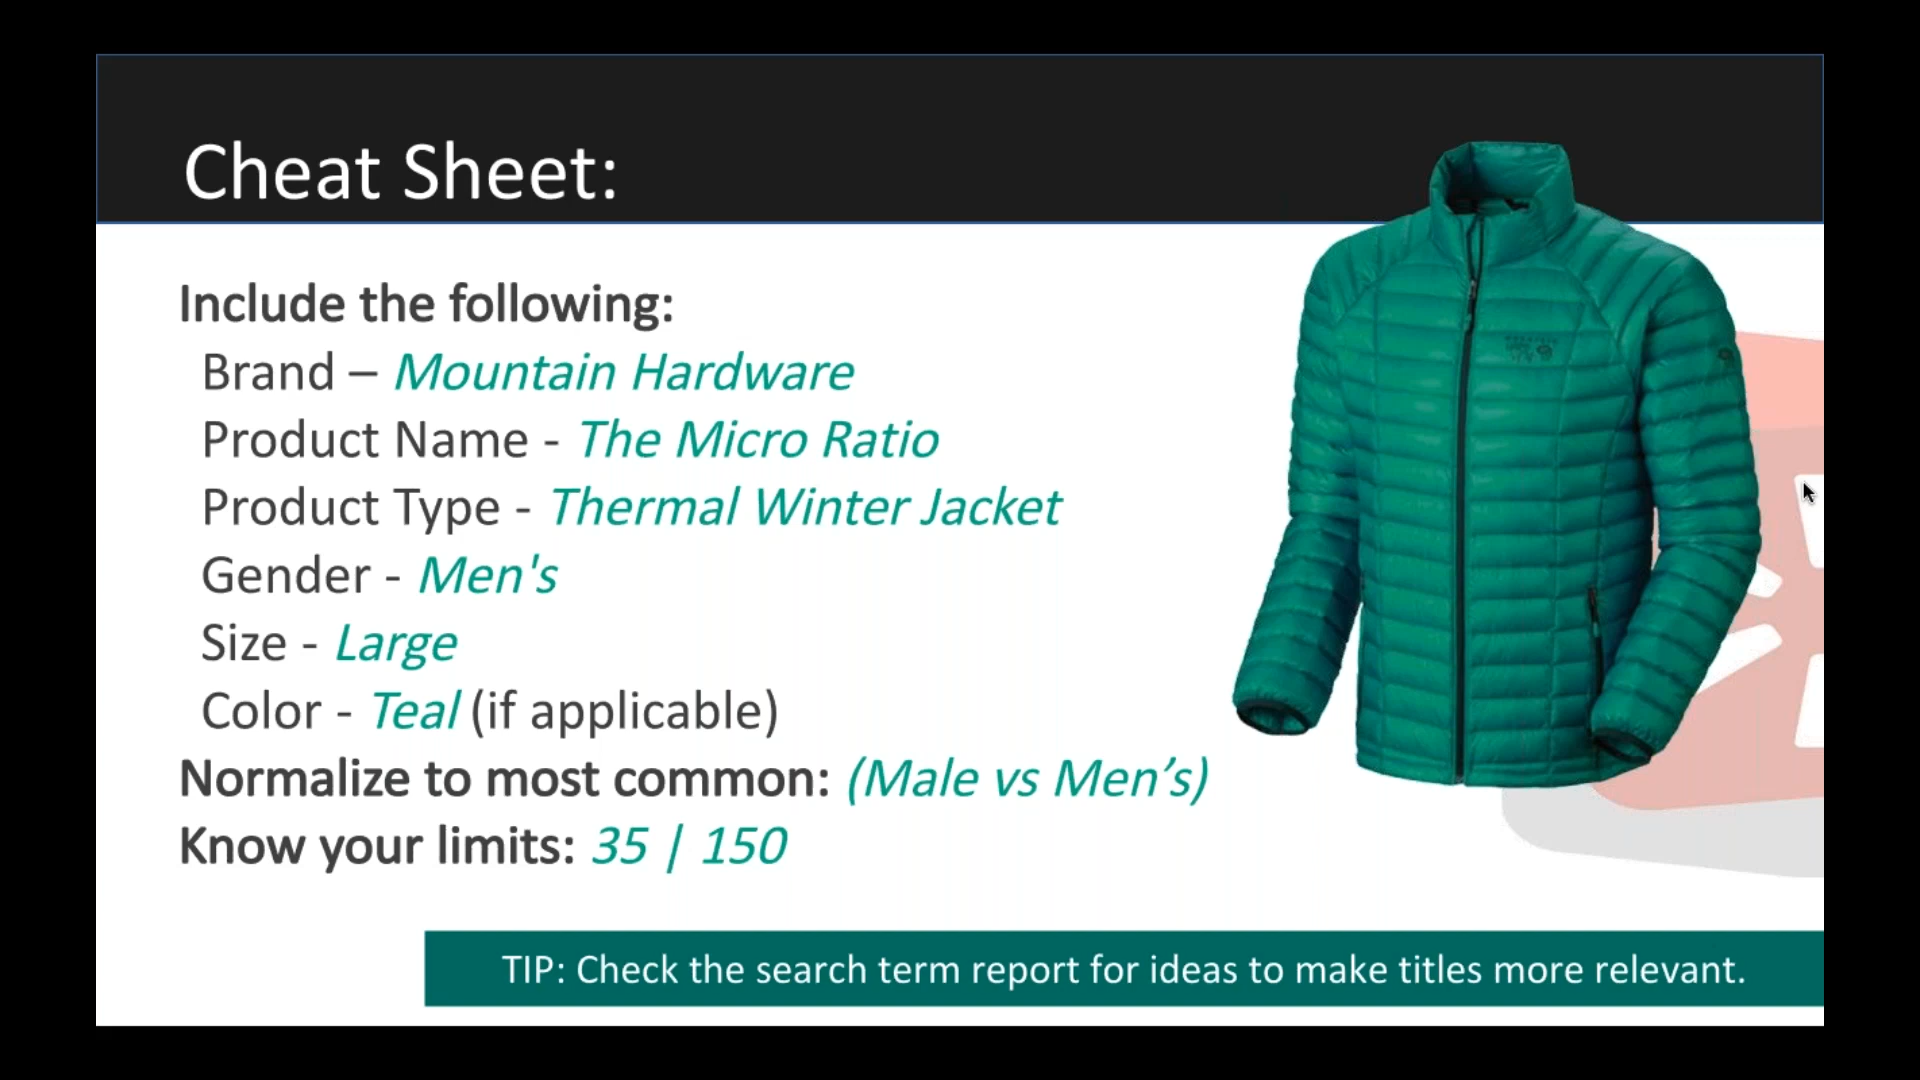 Cheat Sheet:
Include the following:
Brand – Mountain Hardware
Product Name - The Micro Ratio
Product Type - Thermal Winter Jacket
Gender - Men's
Size - Large
Color - Teal (if applicable)
Normalize to most common: (Male vs Men’s)
Know your limits: 35 | 150
TIP: Check the search term report for ideas to make titles more relevant.